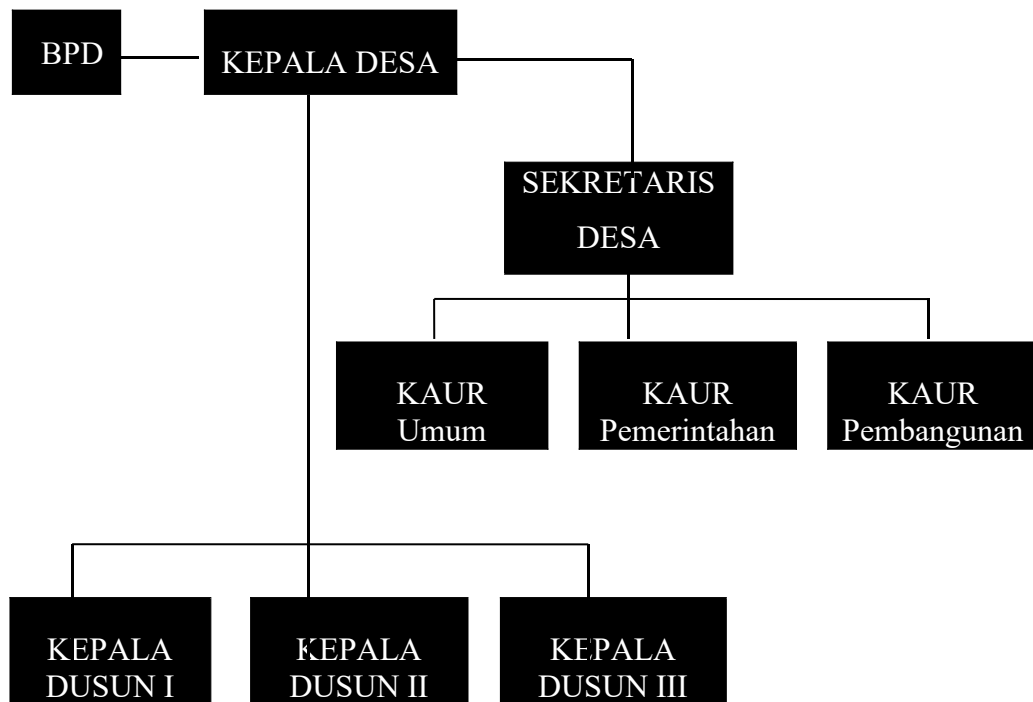 BPD
KEPALA DESA
SEKRETARIS
DESA
KAUR
Umum
KAUR
Pemerintahan
KAUR
Pembangunan
KEPALA
DUSUN I
KEPALA
DUSUN II
KEPALA
DUSUN III